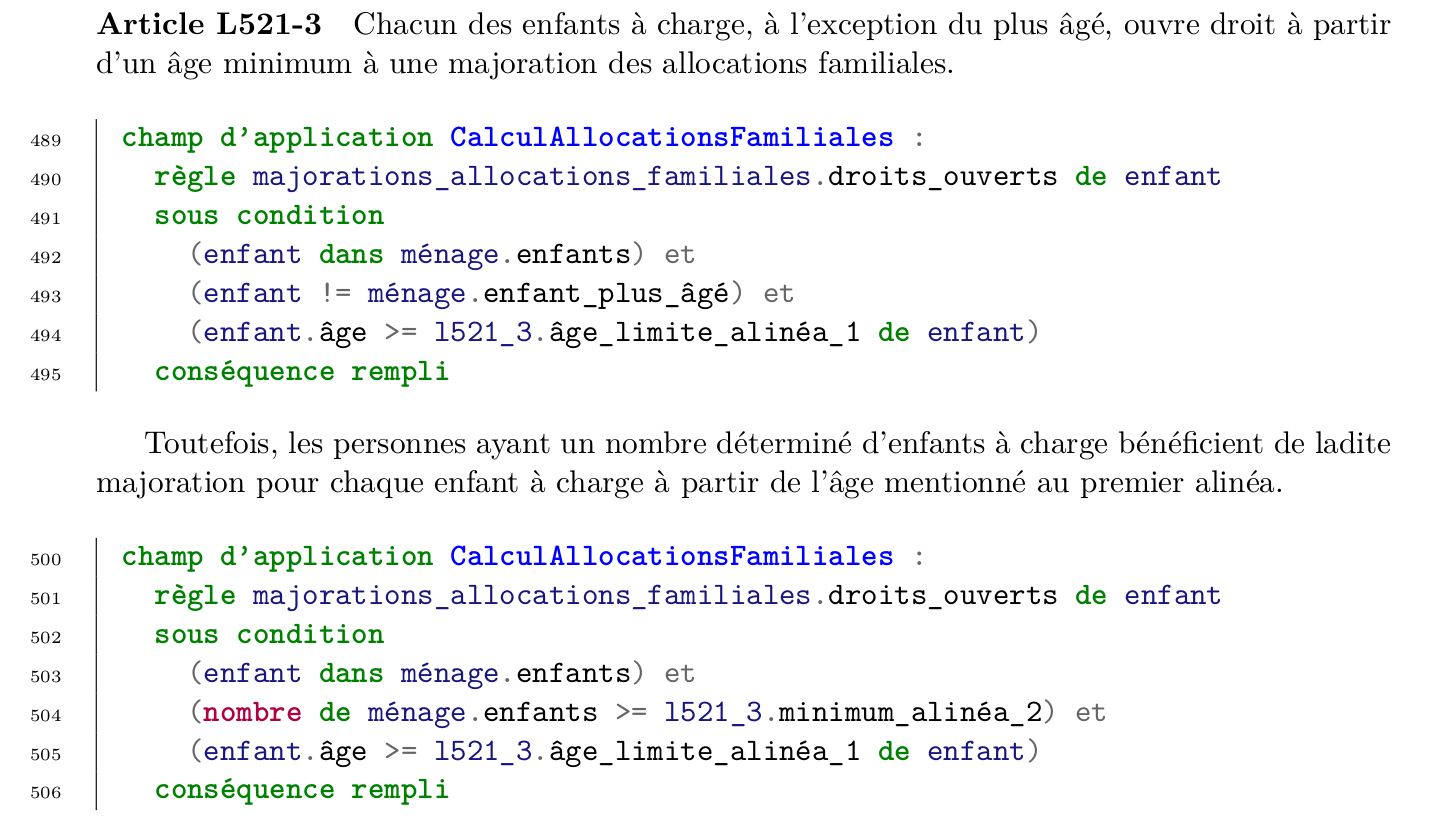 Article L521-3 Chacun des enfants à charge, à l'exception du plus âgé, ouvre droit à partir
d'un âge minimum à une majoration des allocations familiales.
489 champ d'application CalculAllocationsFamiliales :
490 règle majorations_allocations_familiales.droits_ouverts de enfant
491 sous condition
492 (enfant dans ménage.enfants) et
493 (enfant != ménage.enfant_plus_âgé) et
494 (enfant.âge >= l521_3.âge_limite_alinéa_1 de enfant)
495 conséquence rempli
Toutefois, les personnes ayant un nombre déterminé d'enfants à charge bénéficient de ladite
majoration pour chaque enfant à charge à partir de l'âge mentionné au premier alinéa.
500 champ d'application CalculAllocationsFamiliales :
501 règle majorations_allocations_familiales.droits_ouverts de enfant
502 sous condition
503 (enfant dans ménage.enfants) et
504 (nombre de ménage.enfants >= l521_3.minimum_alinéa_2) et
505 (enfant.âge >= l521_3.âge_limite_alinéa_1 de enfant)
506 conséquence rempli